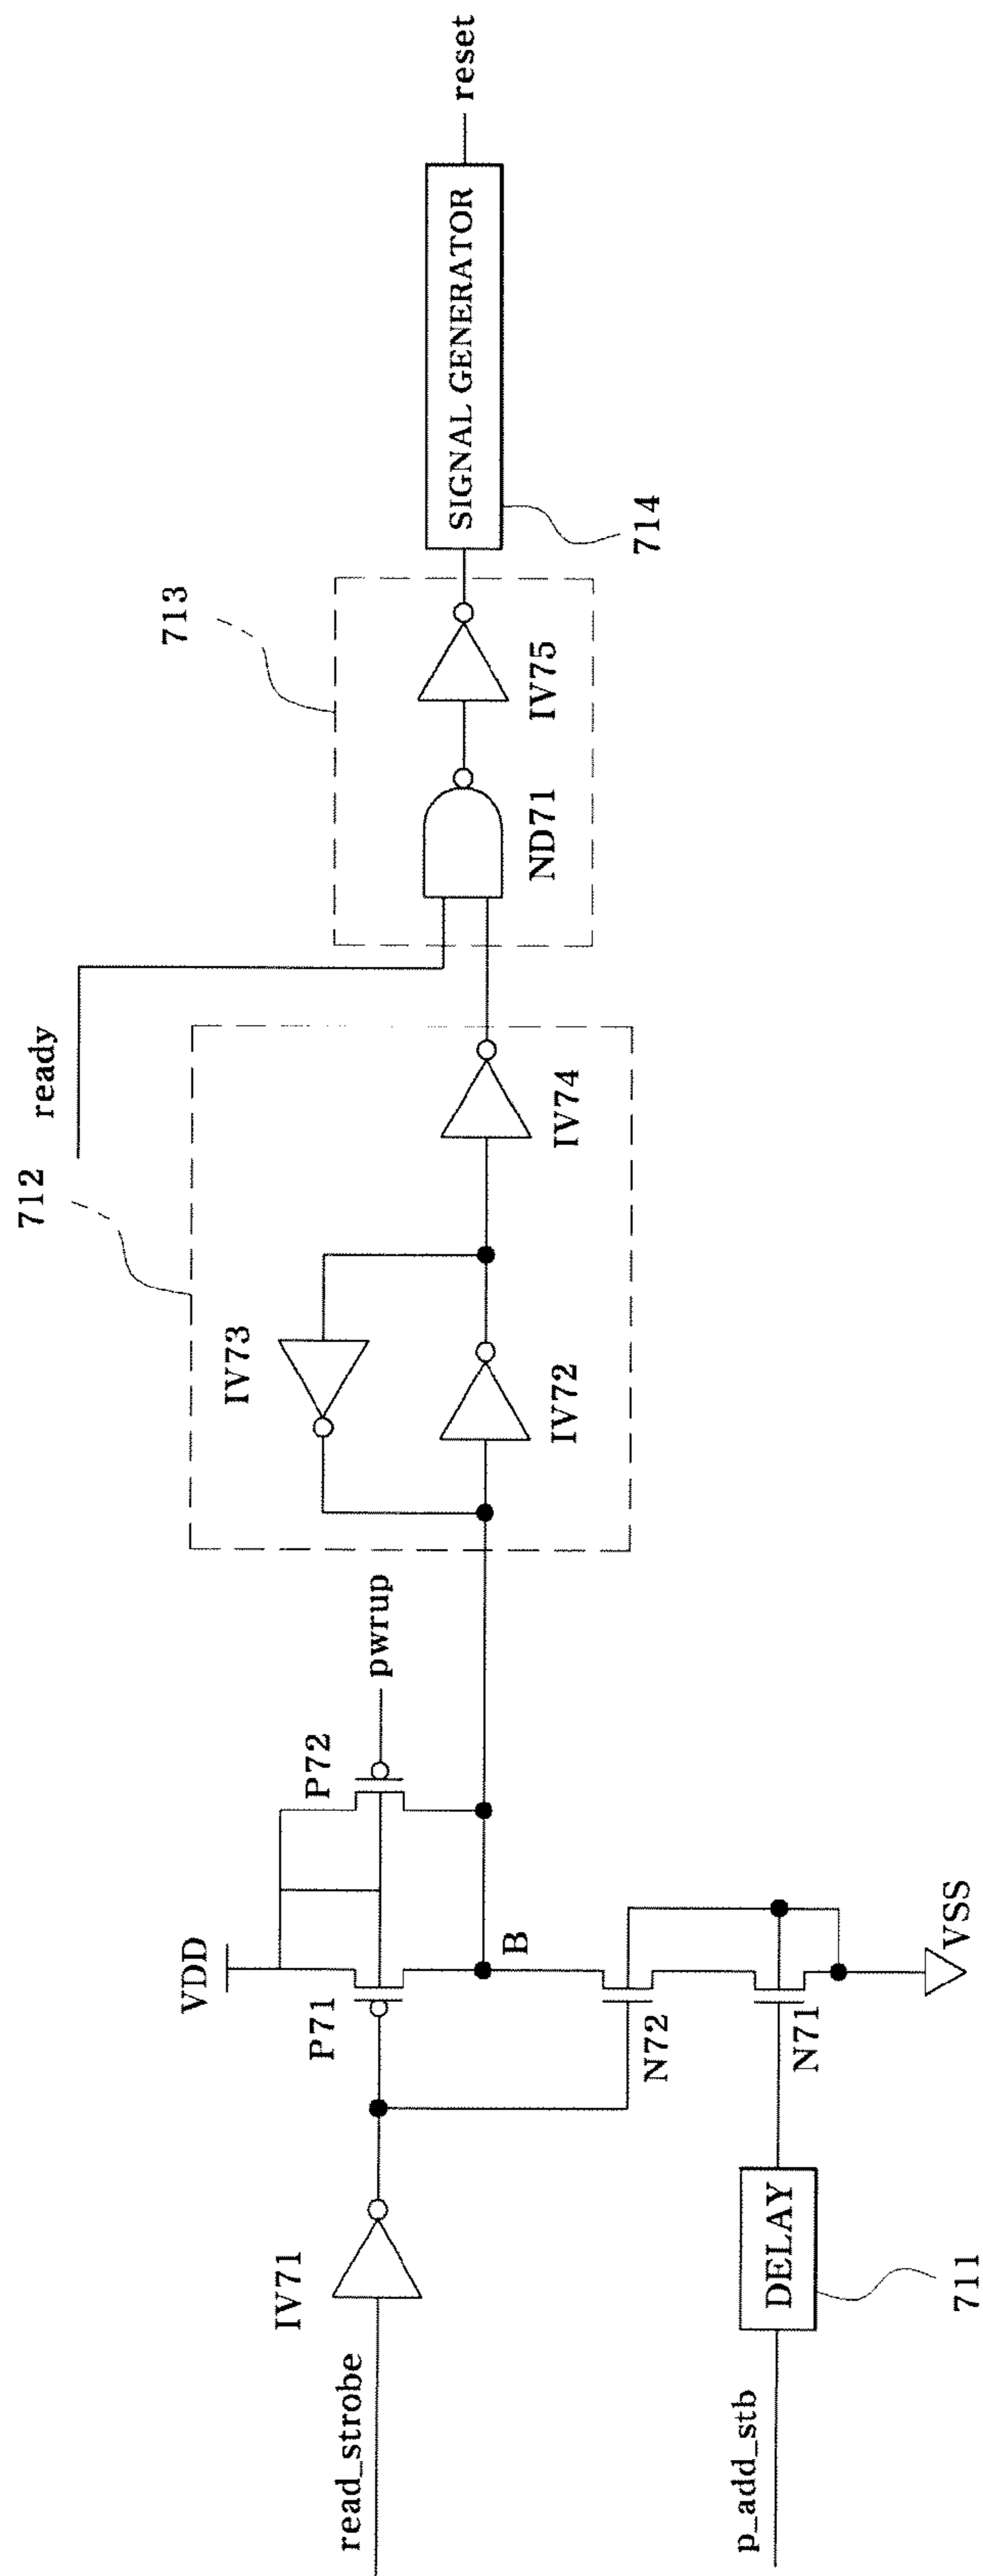 read_strobe
IV71
p_add_stb
DELAY
711
VDD
P71
N72
N71
VSS
B
P72
pwrup
712
IV73
IV72
IV74
ready
713
ND71
IV75
SIGNAL GENERATOR
714
reset